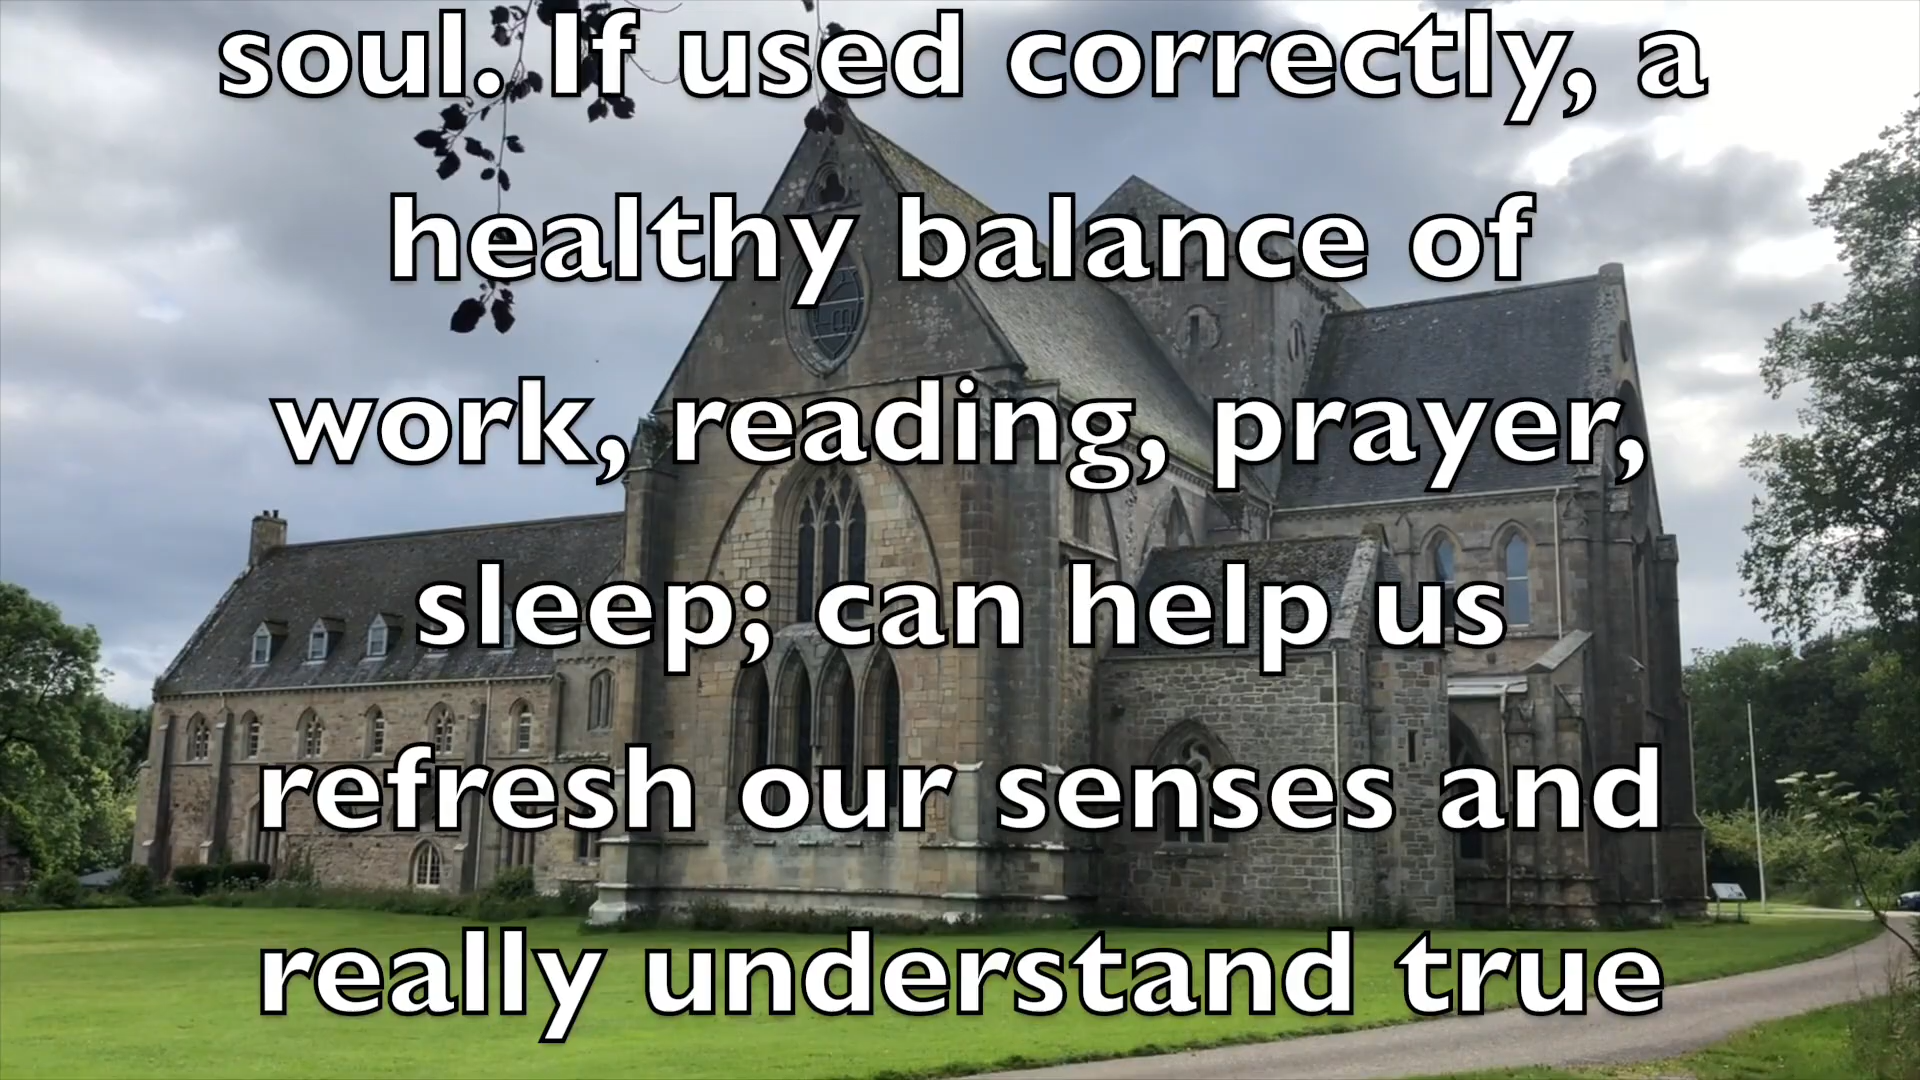 soul. If used correctly, a
healthy balance of
work, reading, prayer,
sleep; can help us
refresh our senses and
really understand true